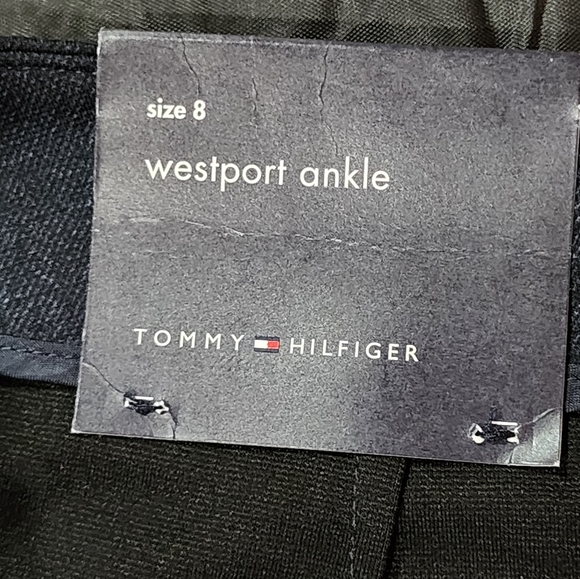 size 8
westport ankle
TOMMY HILFIGER